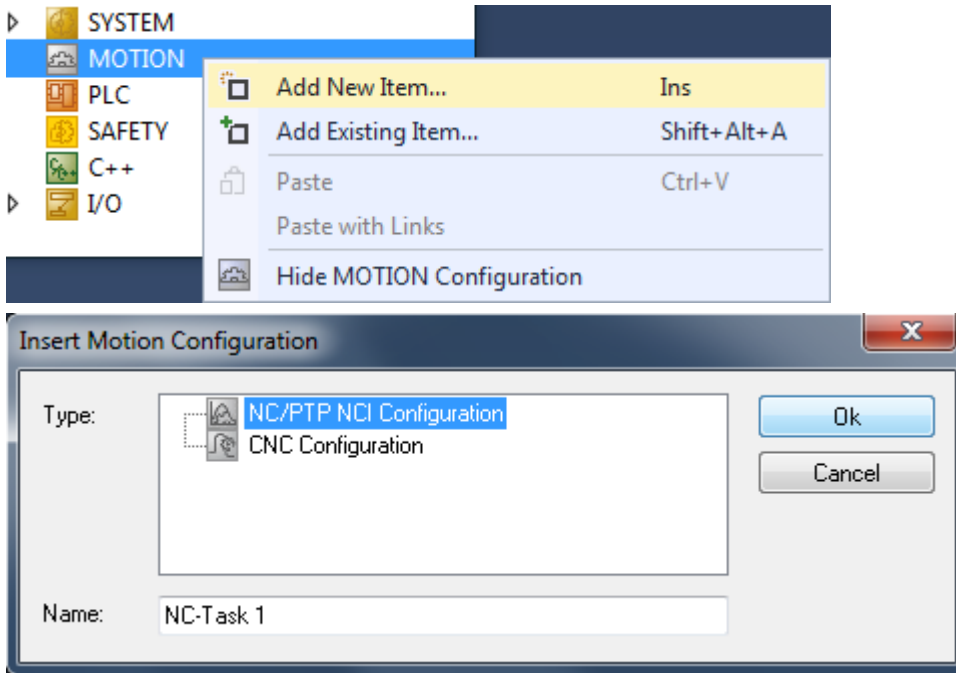 SYSTEM
MOTION
PLC
SAFETY
C++
I/O
Add New Item... Ins
Add Existing Item... Shift+Alt+A
Paste Ctrl+V
Paste with Links
Hide MOTION Configuration
Insert Motion Configuration
Type:
NC/PTP NCI Configuration
CNC Configuration
Ok
Cancel
Name: NC-Task 1